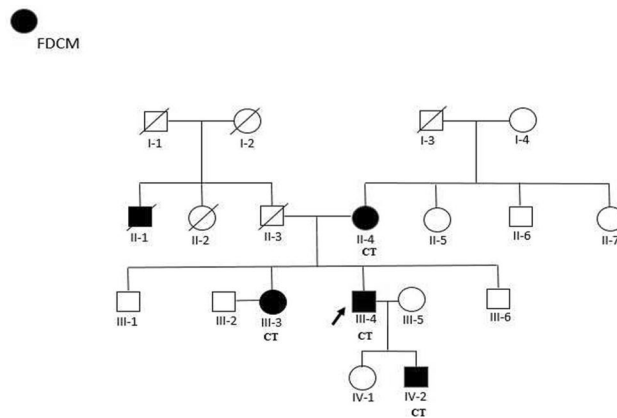 FDCM
I-1 I-2 I-3 I-4
II-1 II-2 II-3 II-4 II-5 II-6 II-7
CT
III-1 III-2 III-3 III-4 III-5 III-6
CT CT
IV-1 IV-2
CT